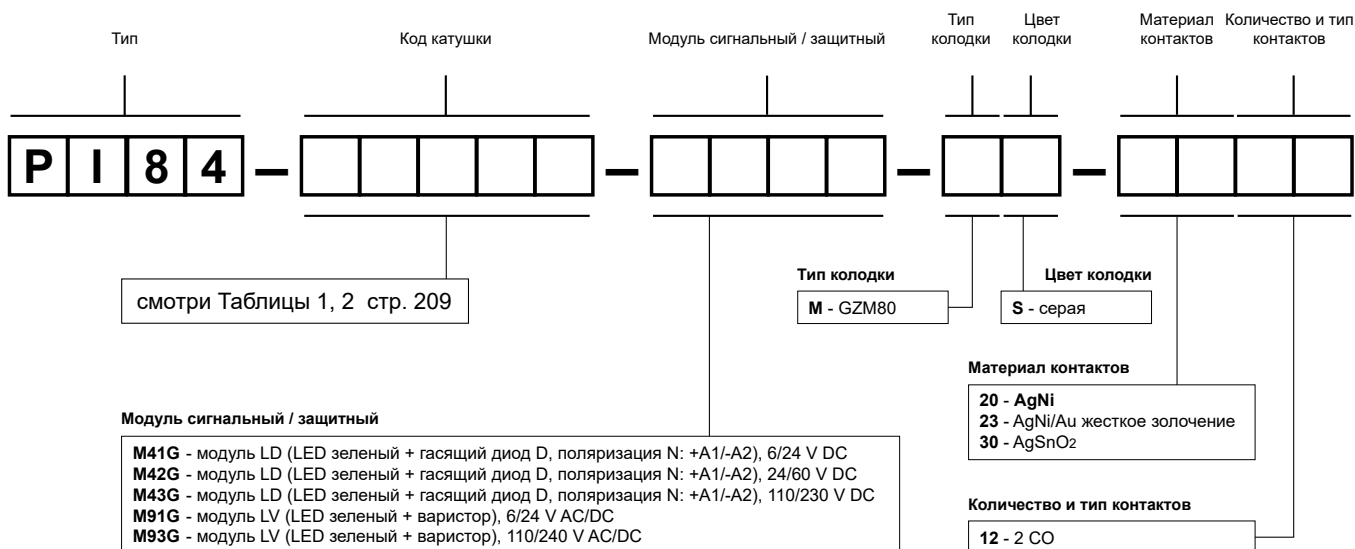 Тип
Код катушки
Модуль сигнальный / защитный
Тип колодки
Цвет колодки
Материал контактов
Количество и тип контактов
P I 8 4 – – – –
смотри Таблицы 1, 2 стр. 209
Тип колодки
M - GZM80
Цвет колодки
S - серая
Материал контактов
20 - AgNi
23 - AgNi/Au жесткое золочение
30 - AgSnO2
Модуль сигнальный / защитный
M41G - модуль LD (LED зеленый + гасящий диод D, поляризация N: +A1/-A2), 6/24 V DC
M42G - модуль LD (LED зеленый + гасящий диод D, поляризация N: +A1/-A2), 24/60 V DC
M43G - модуль LD (LED зеленый + гасящий диод D, поляризация N: +A1/-A2), 110/230 V DC
M91G - модуль LV (LED зеленый + варистор), 6/24 V AC/DC
M93G - модуль LV (LED зеленый + варистор), 110/240 V AC/DC
Количество и тип контактов
12 - 2 CO